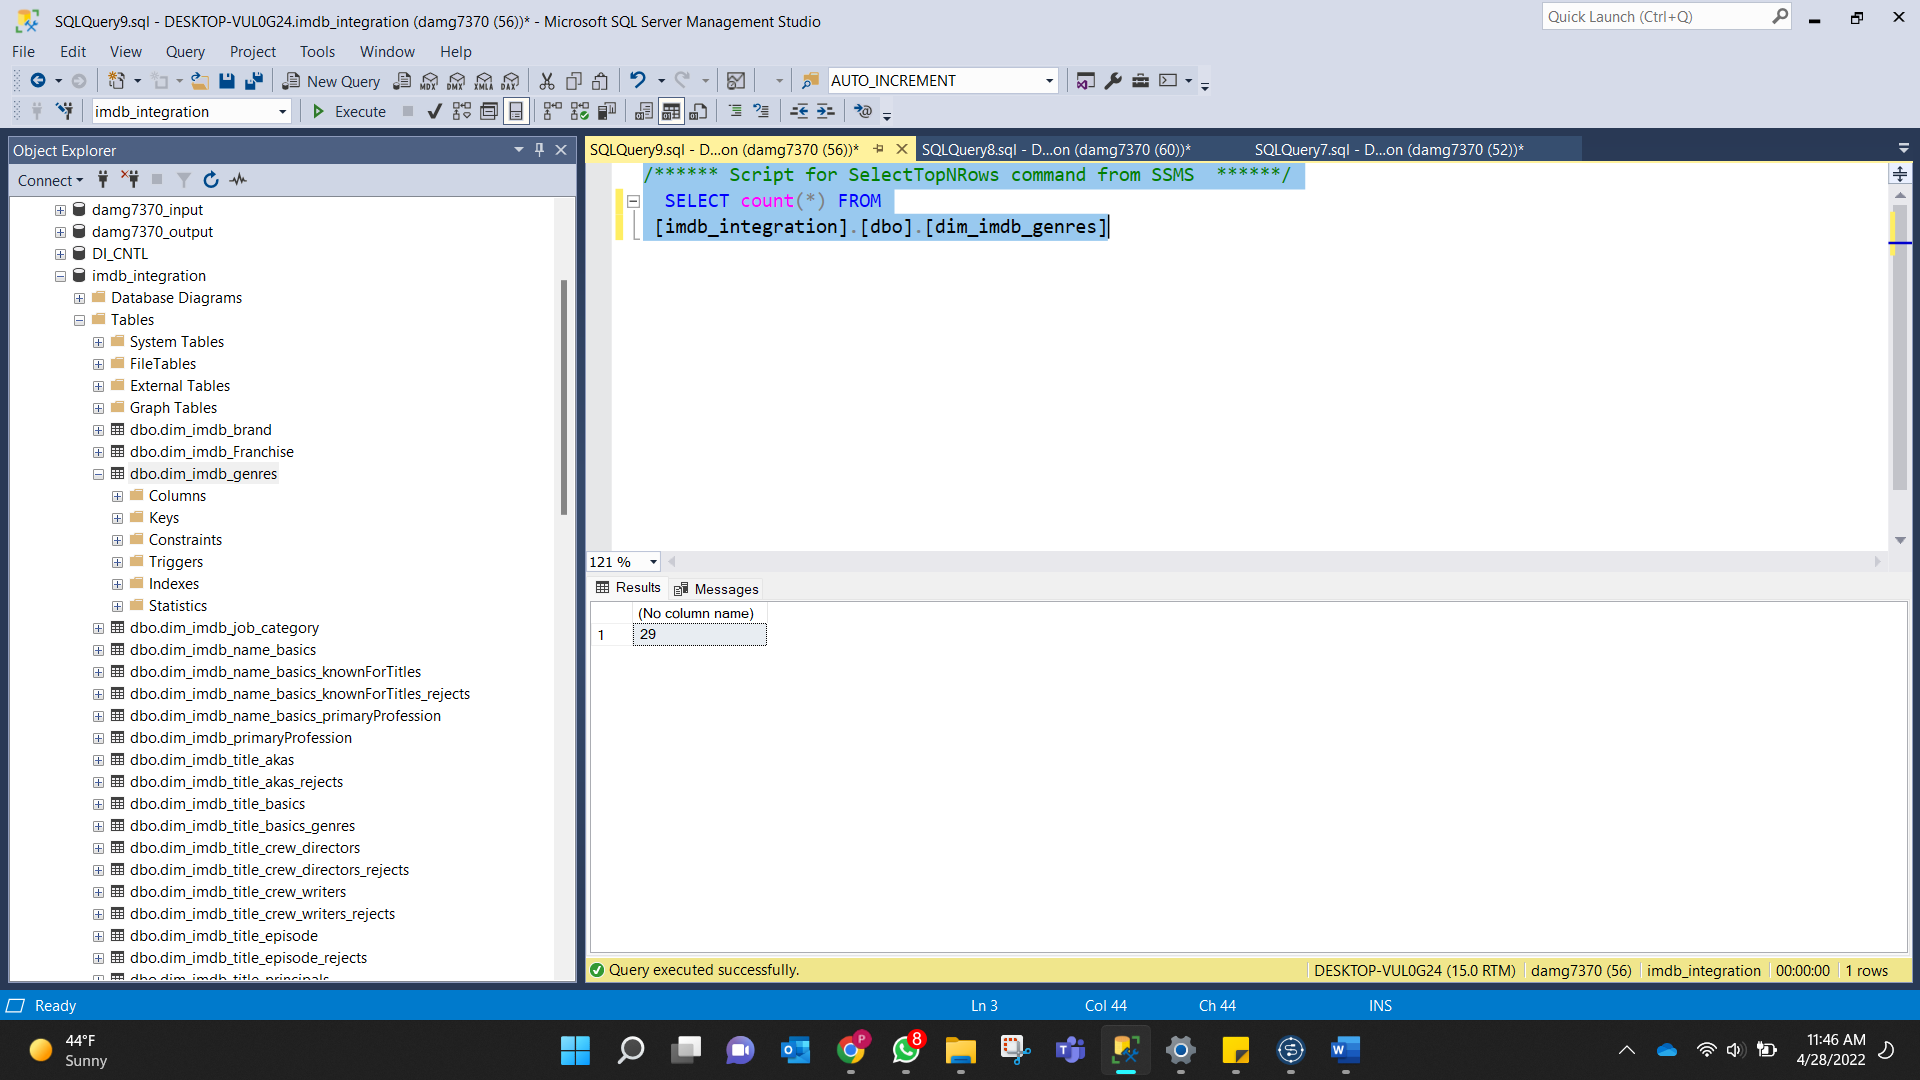 SQLQuery9.sql - DESKTOP-VUL0G24.imdb_integration (damg7370 (56))* - Microsoft SQL Server Management Studio
Quick Launch (Ctrl+Q)
File Edit View Query Project Tools Window Help
New Query MDX DMX XMLA DAX AUTO_INCREMENT
imdb_integration Execute
Object Explorer
Connect
damg7370_input
damg7370_output
DI_CNTL
imdb_integration
Database Diagrams
Tables
System Tables
FileTables
External Tables
Graph Tables
dbo.dim_imdb_brand
dbo.dim_imdb_Franchise
dbo.dim_imdb_genres
Columns
Keys
Constraints
Triggers
Indexes
Statistics
dbo.dim_imdb_job_category
dbo.dim_imdb_name_basics
dbo.dim_imdb_name_basics_knownForTitles
dbo.dim_imdb_name_basics_knownForTitles_rejects
dbo.dim_imdb_name_basics_primaryProfession
dbo.dim_imdb_primaryProfession
dbo.dim_imdb_title_akas
dbo.dim_imdb_title_akas_rejects
dbo.dim_imdb_title_basics
dbo.dim_imdb_title_basics_genres
dbo.dim_imdb_title_crew_directors
dbo.dim_imdb_title_crew_directors_rejects
dbo.dim_imdb_title_crew_writers
dbo.dim_imdb_title_crew_writers_rejects
dbo.dim_imdb_title_episode
dbo.dim_imdb_title_episode_rejects
dbo.dim_imdb_title_principals
SQLQuery9.sql - D...on (damg7370 (56))* SQLQuery8.sql - D...on (damg7370 (60))* SQLQuery7.sql - D...on (damg7370 (52))*
/****** Script for SelectTopNRows command from SSMS ******/
SELECT count(*) FROM
[imdb_integration].[dbo].[dim_imdb_genres]
121 %
Results Messages
(No column name)
1 29
Query executed successfully. DESKTOP-VUL0G24 (15.0 RTM) damg7370 (56) imdb_integration 00:00:00 1 rows
Ready Ln 3 Col 44 Ch 44 INS
44°F
Sunny
P
8
11:46 AM
4/28/2022